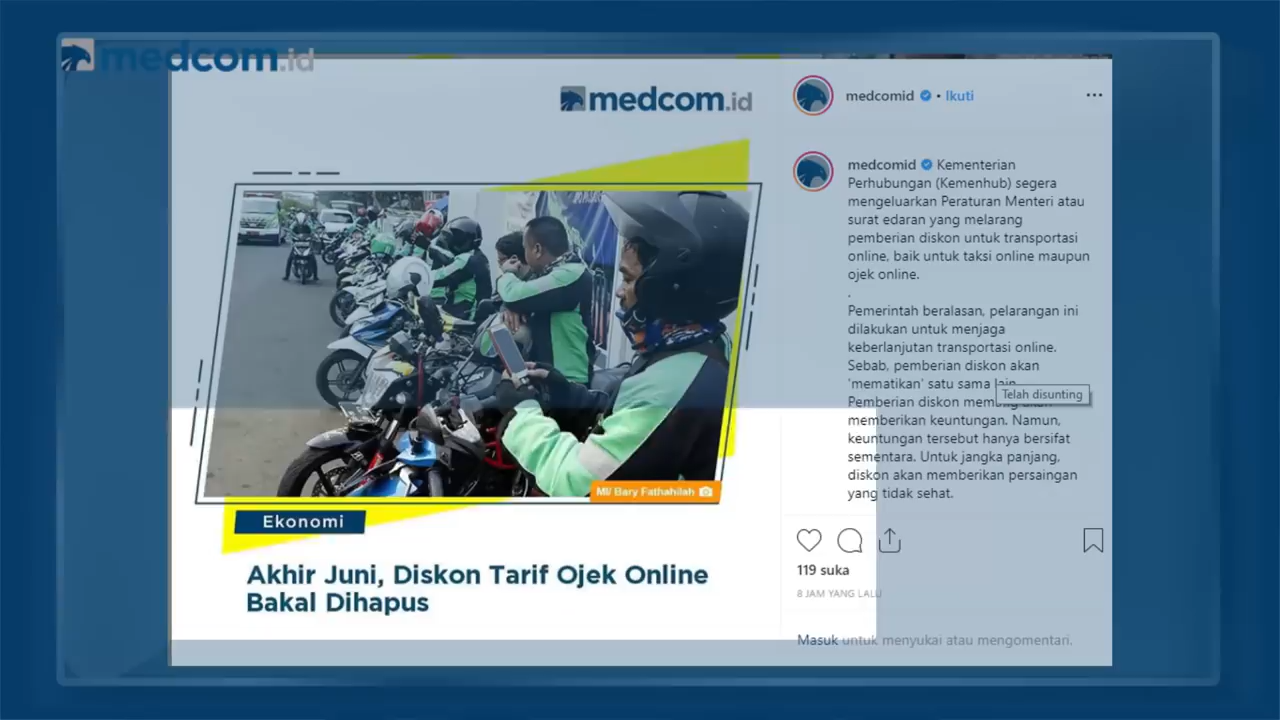 medcom.id
medcom.id
MI/ Bary Fathahilah
Ekonomi
Akhir Juni, Diskon Tarif Ojek Online
Bakal Dihapus
medcomid • Ikuti
medcomid Kementerian
Perhubungan (Kemenhub) segera
mengeluarkan Peraturan Menteri atau
surat edaran yang melarang
pemberian diskon untuk transportasi
online, baik untuk taksi online maupun
ojek online.
.
Pemerintah beralasan, pelarangan ini
dilakukan untuk menjaga
keberlanjutan transportasi online.
Sebab, pemberian diskon akan
'mematikan' satu sama lain.
Telah disunting
Pemberian diskon memang akan
memberikan keuntungan. Namun,
keuntungan tersebut hanya bersifat
sementara. Untuk jangka panjang,
diskon akan memberikan persaingan
yang tidak sehat.
119 suka
8 JAM YANG LALU
Masuk untuk menyukai atau mengomentari.